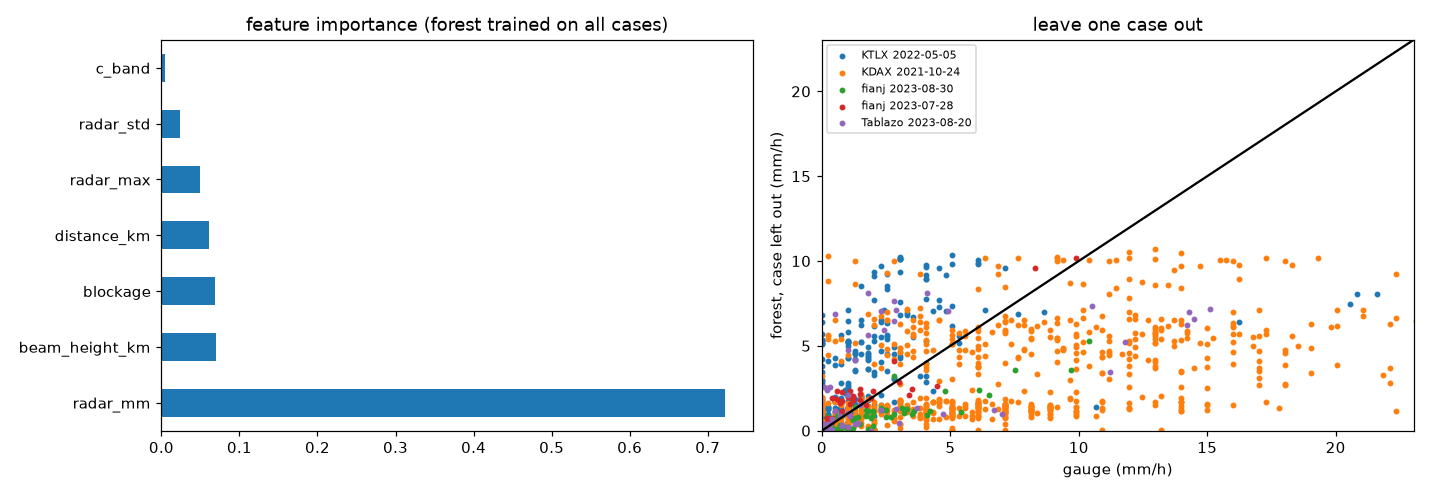 feature importance (forest trained on all cases)
c_band
radar_std
radar_max
distance_km
blockage
beam_height_km
radar_mm
0.0 0.1 0.2 0.3 0.4 0.5 0.6 0.7
leave one case out
KTLX 2022-05-05
KDAX 2021-10-24
fianj 2023-08-30
fianj 2023-07-28
Tablazo 2023-08-20
forest, case left out (mm/h)
20
15
10
5
0
0 5 10 15 20
gauge (mm/h)